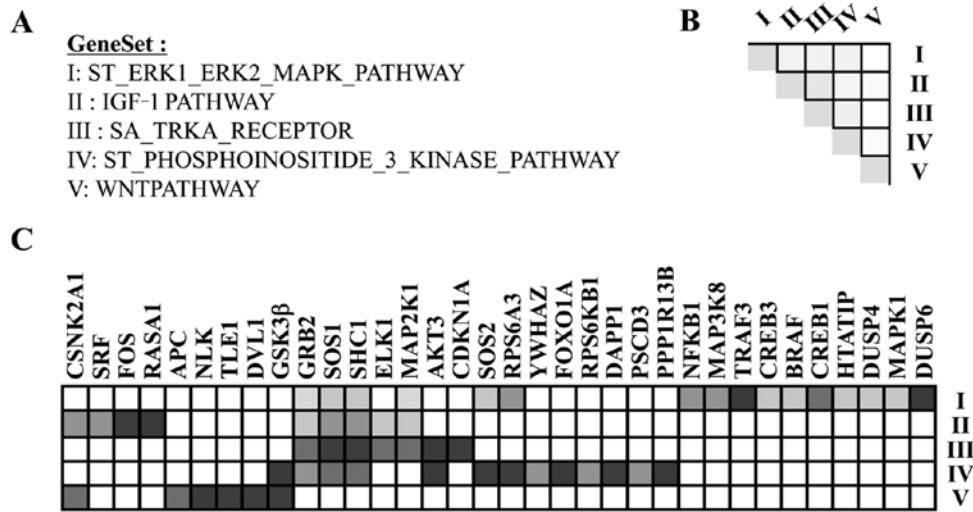 A
GeneSet :
I: ST_ERK1_ERK2_MAPK_PATHWAY
II : IGF-1 PATHWAY
III : SA_TRKA_RECEPTOR
IV: ST_PHOSPHOINOSITIDE_3_KINASE_PATHWAY
V: WNTPATHWAY
B
I II III IV V
I
II
III
IV
V
C
CSNK2A1 SRF FOS RASA1 APC NLK TLE1 DVL1 GSK3β GRB2 SOS1 SHC1 ELK1 MAP2K1 AKT3 CDKN1A SOS2 RPS6A3 YWHAZ FOXO1A RPS6KB1 DAPP1 PSCD3 PPP1R13B NFKB1 MAP3K8 TRAF3 CREB3 BRAF CREB1 HTATIP DUSP4 MAPK1 DUSP6
I
II
III
IV
V